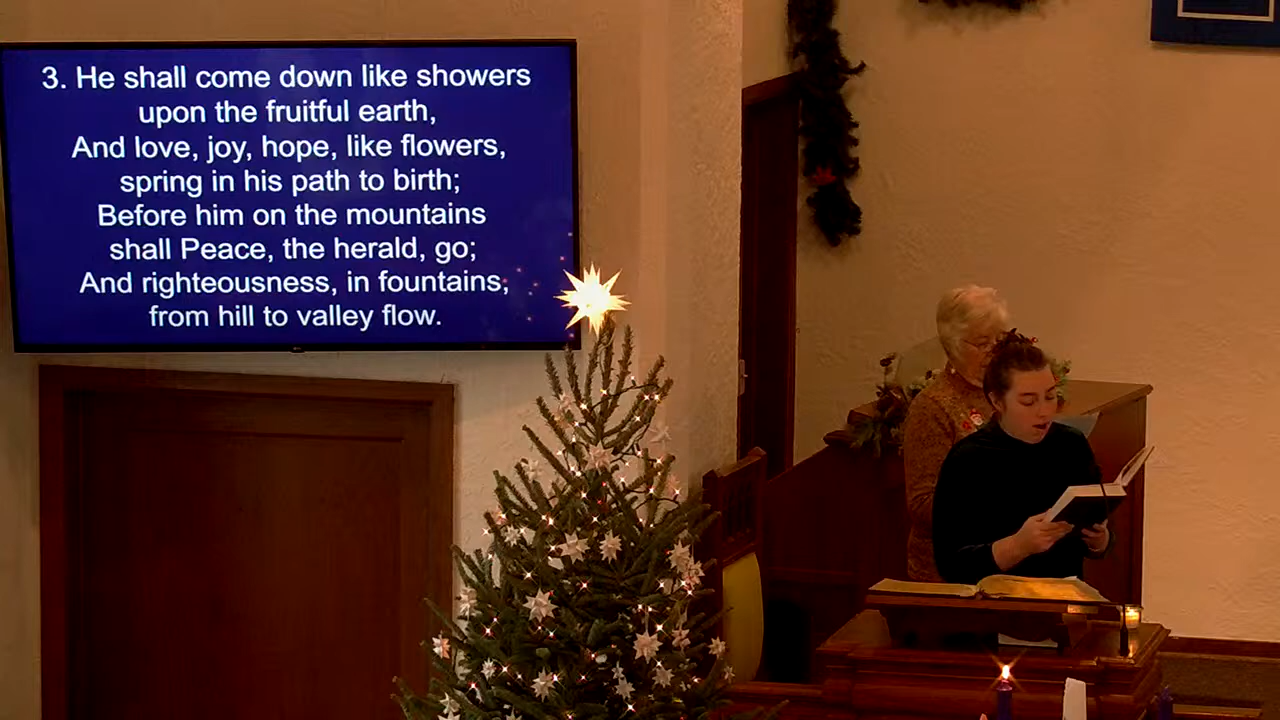 3. He shall come down like showers
upon the fruitful earth,
And love, joy, hope, like flowers,
spring in his path to birth;
Before him on the mountains
shall Peace, the herald, go;
And righteousness, in fountains,
from hill to valley flow.